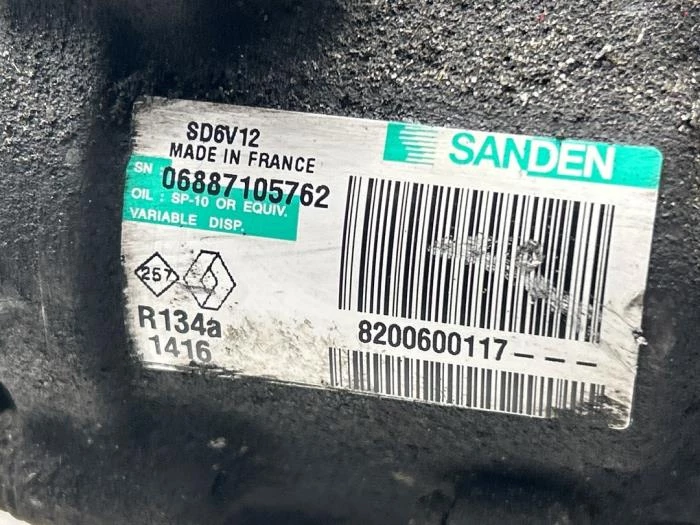 SD6V12
MADE IN FRANCE
SANDEN
SN 06887105762
OIL : SP-10 OR EQUIV.
VARIABLE DISP.
257
R134a
1416
8200600117---